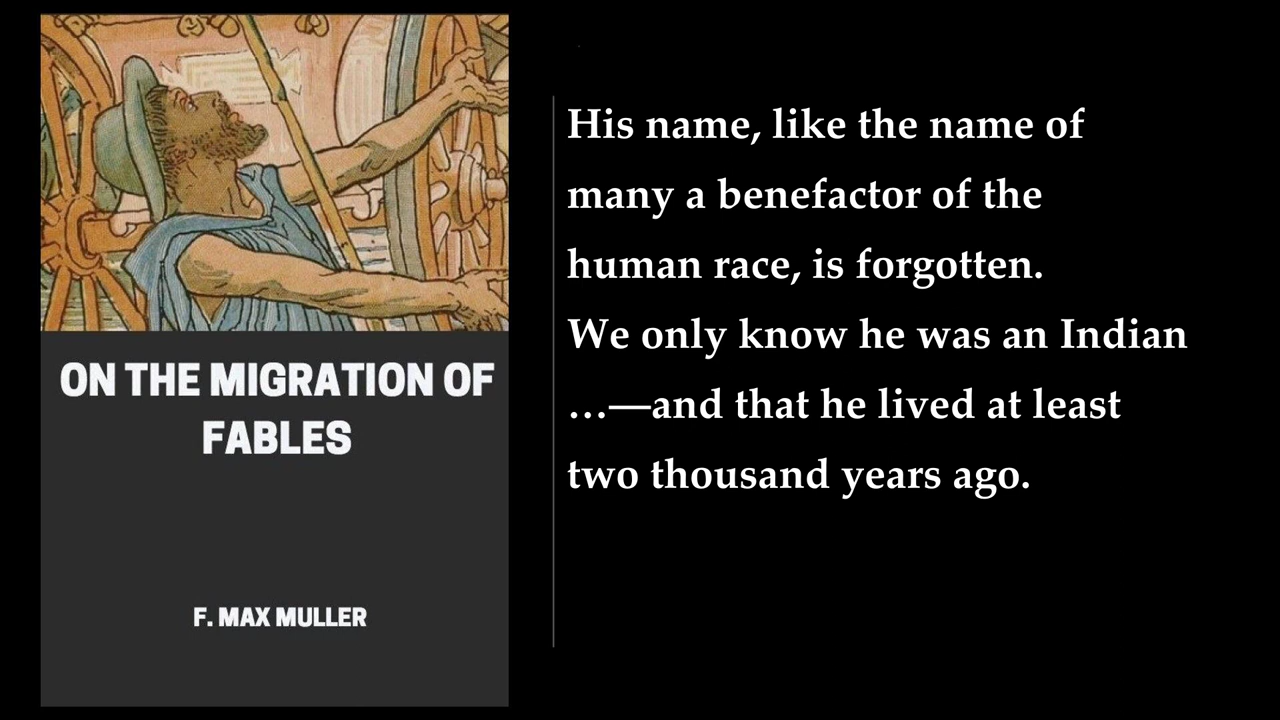 ON THE MIGRATION OF
FABLES
F. MAX MULLER
His name, like the name of
many a benefactor of the
human race, is forgotten.
We only know he was an Indian
…—and that he lived at least
two thousand years ago.